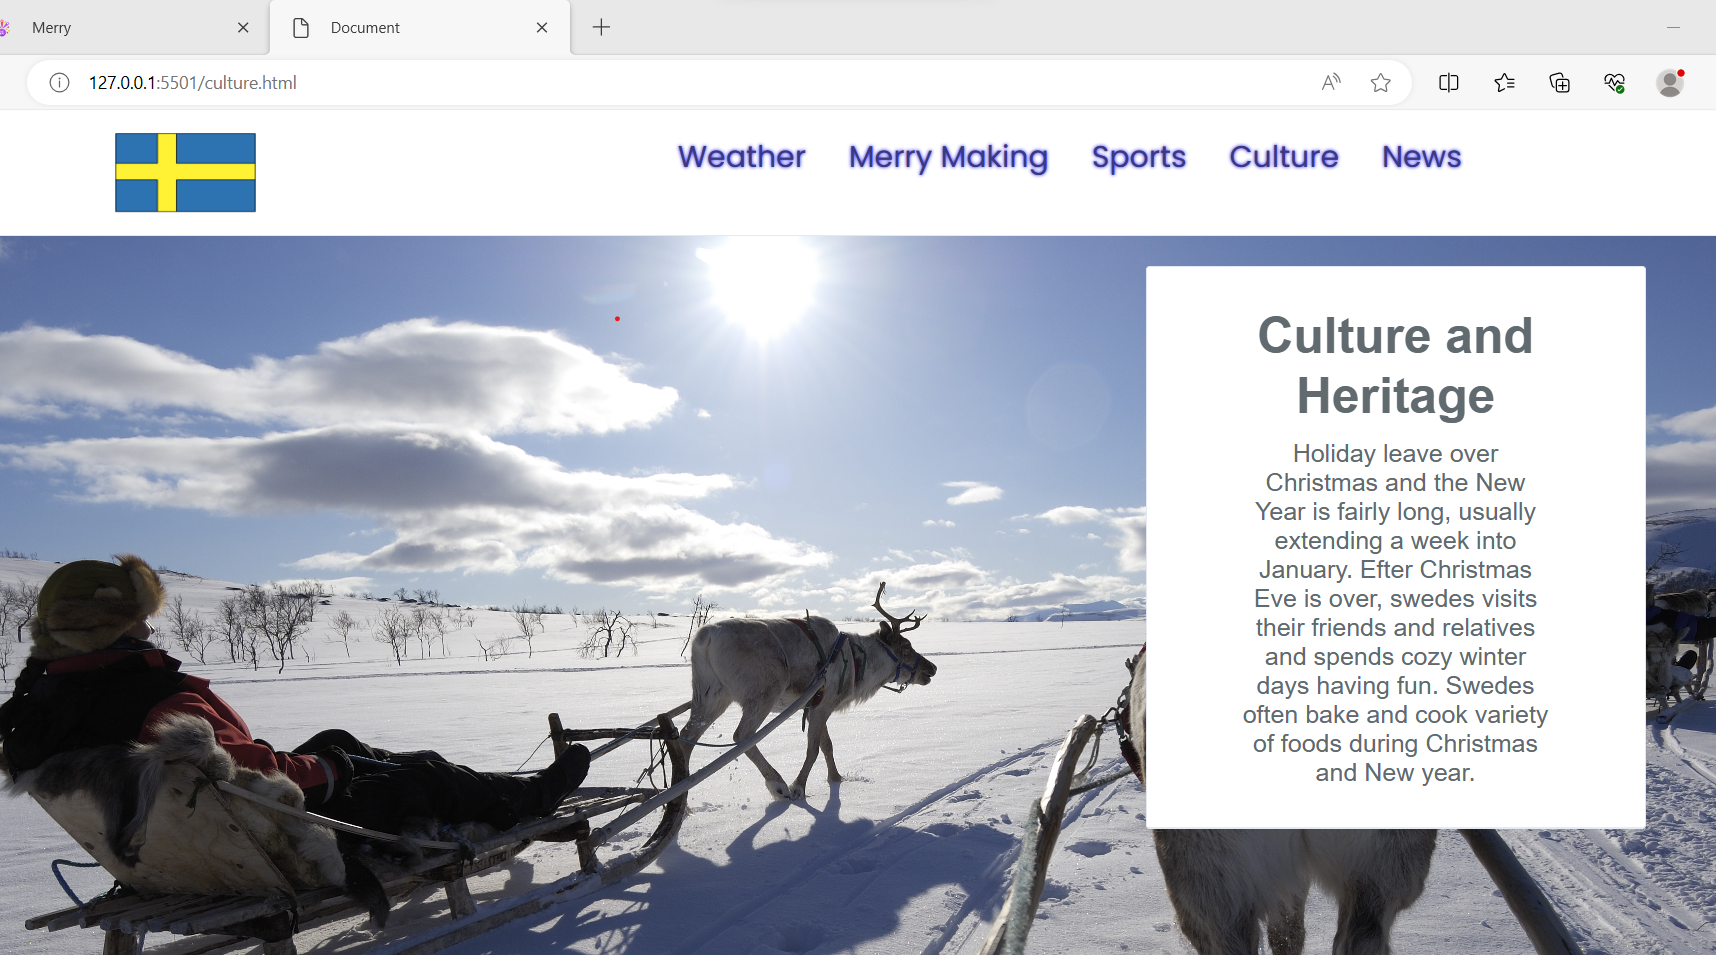 Merry
Document
127.0.0.1:5501/culture.html
Weather Merry Making Sports Culture News
Culture and
Heritage
Holiday leave over
Christmas and the New
Year is fairly long, usually
extending a week into
January. Efter Christmas
Eve is over, swedes visits
their friends and relatives
and spends cozy winter
days having fun. Swedes
often bake and cook variety
of foods during Christmas
and New year.